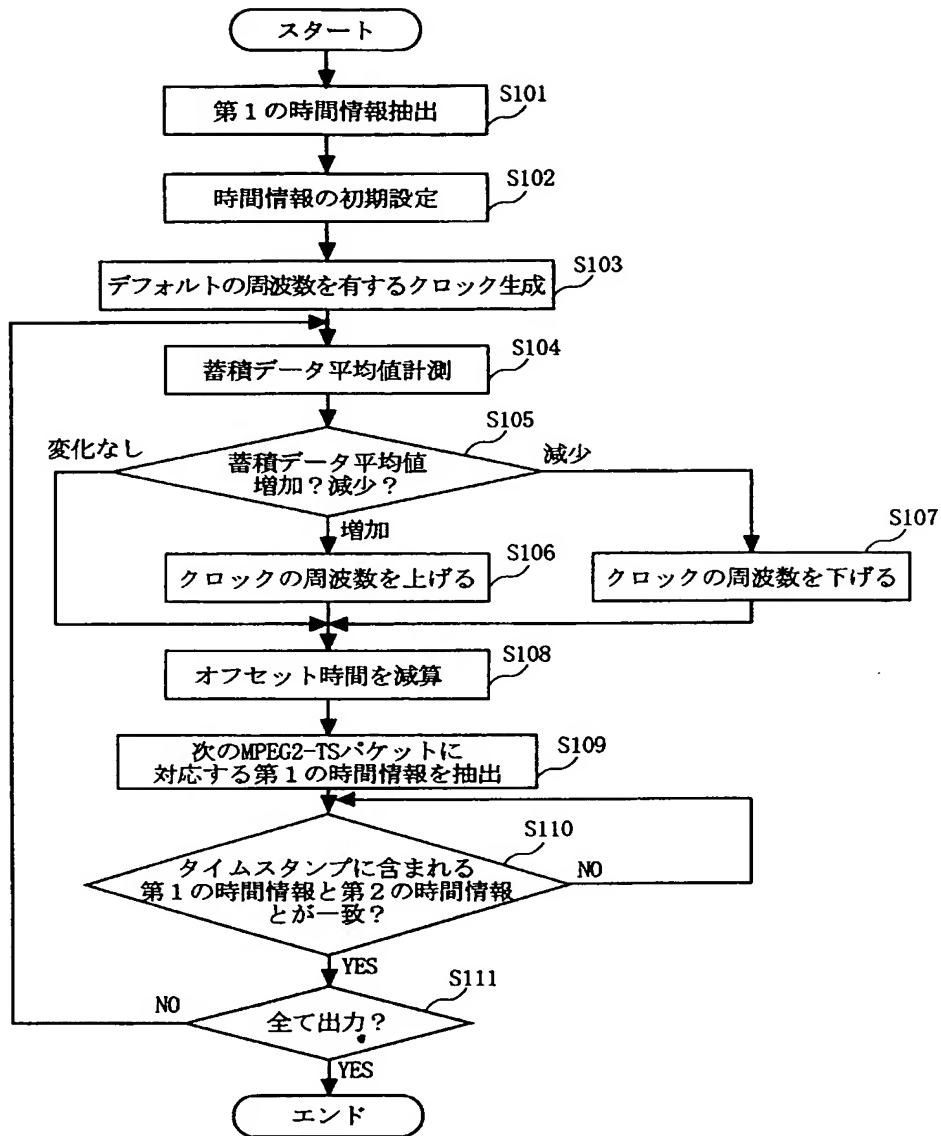 スタート
S101
第1の時間情報抽出
S102
時間情報の初期設定
S103
デフォルトの周波数を有するクロック生成
S104
蓄積データ平均値計測
S105
変化なし
減少
蓄積データ平均値
増加?減少?
増加
S107
S106
クロックの周波数を上げる
クロックの周波数を下げる
S108
オフセット時間を減算
S109
次のMPEG2-TSパケットに
対応する第1の時間情報を抽出
S110
タイムスタンプに含まれる
第1の時間情報と第2の時間情報
とが一致?
NO
YES
S111
NO
全て出力?
YES
エンド